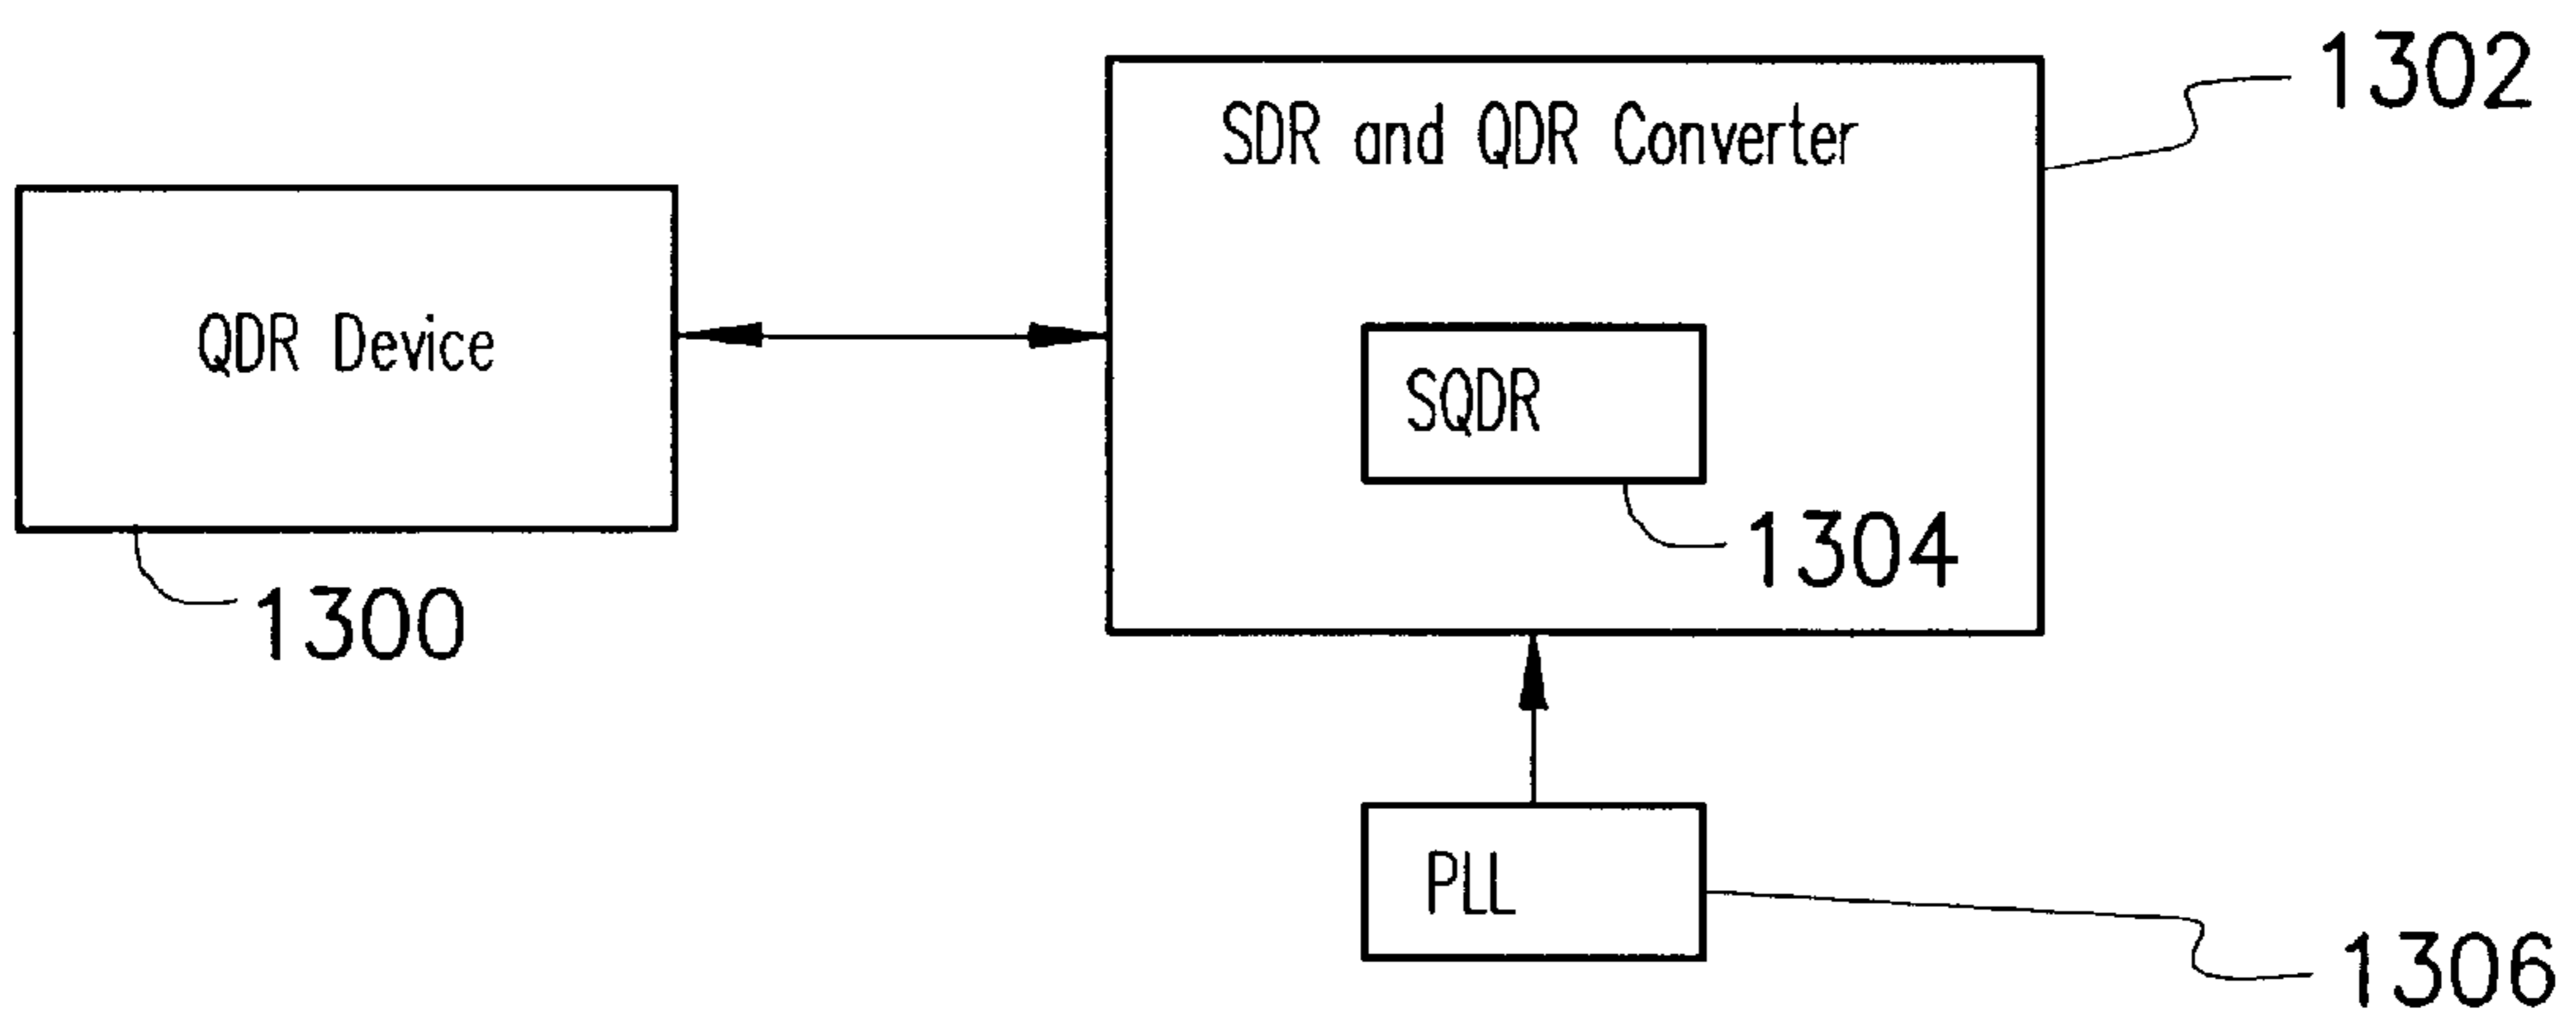 1302
SDR and QDR Converter
QDR Device
SQDR
1304
1300
PLL
1306